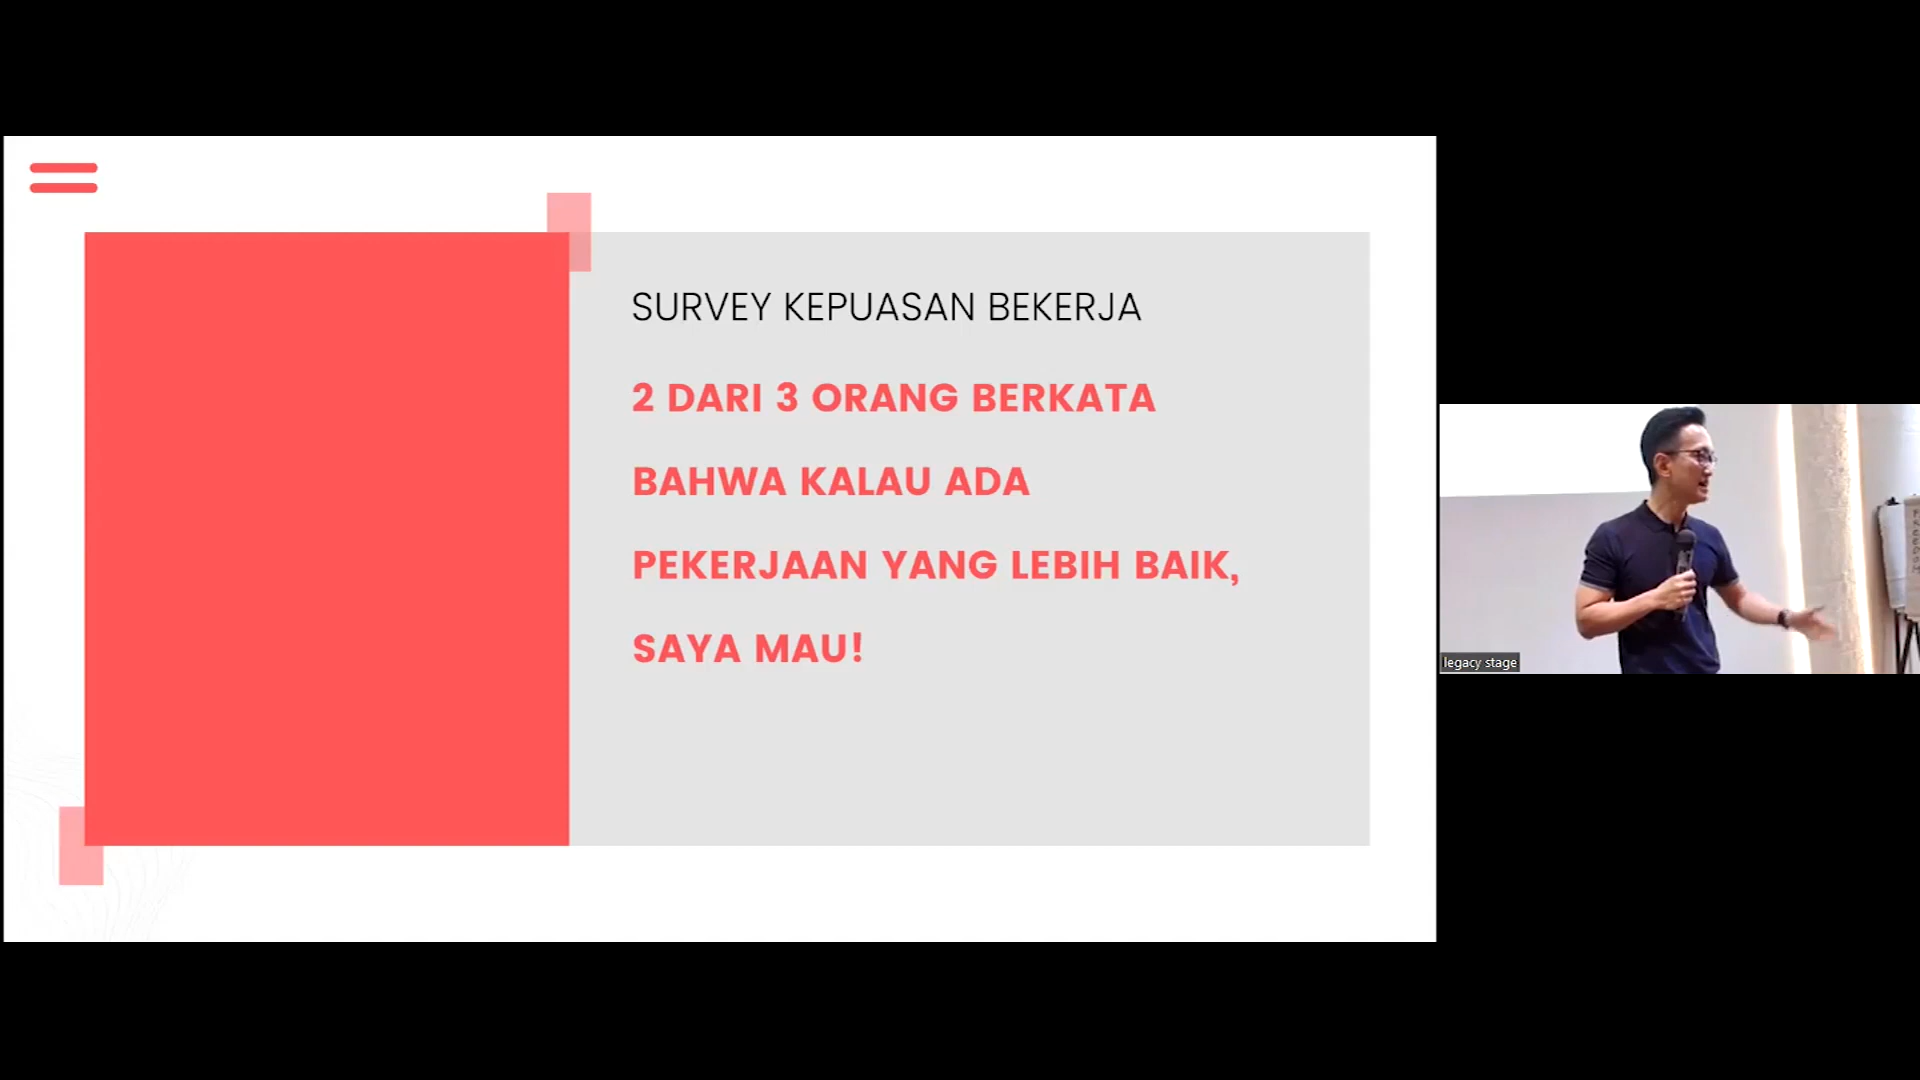 SURVEY KEPUASAN BEKERJA
2 DARI 3 ORANG BERKATA
BAHWA KALAU ADA
PEKERJAAN YANG LEBIH BAIK,
SAYA MAU!
legacy stage